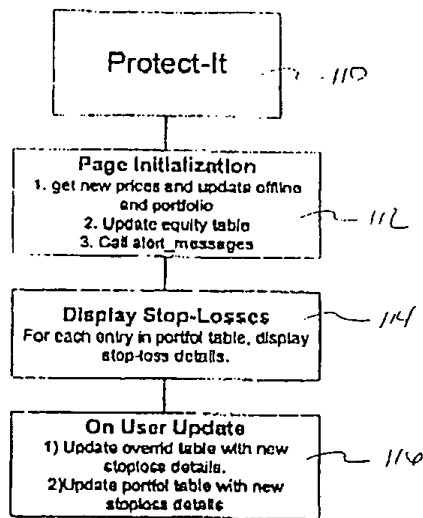 Protect-It
110
Page Initialization
1. get new prices and update offline
and portfolio
2. Update equity table
3. Call alert_messages
112
Display Stop-Losses
For each entry in portfol table, display
stop-loss details.
114
On User Update
1) Update overrid table with new
stoploss details.
2)Update portfol table with new
stoploss details
116